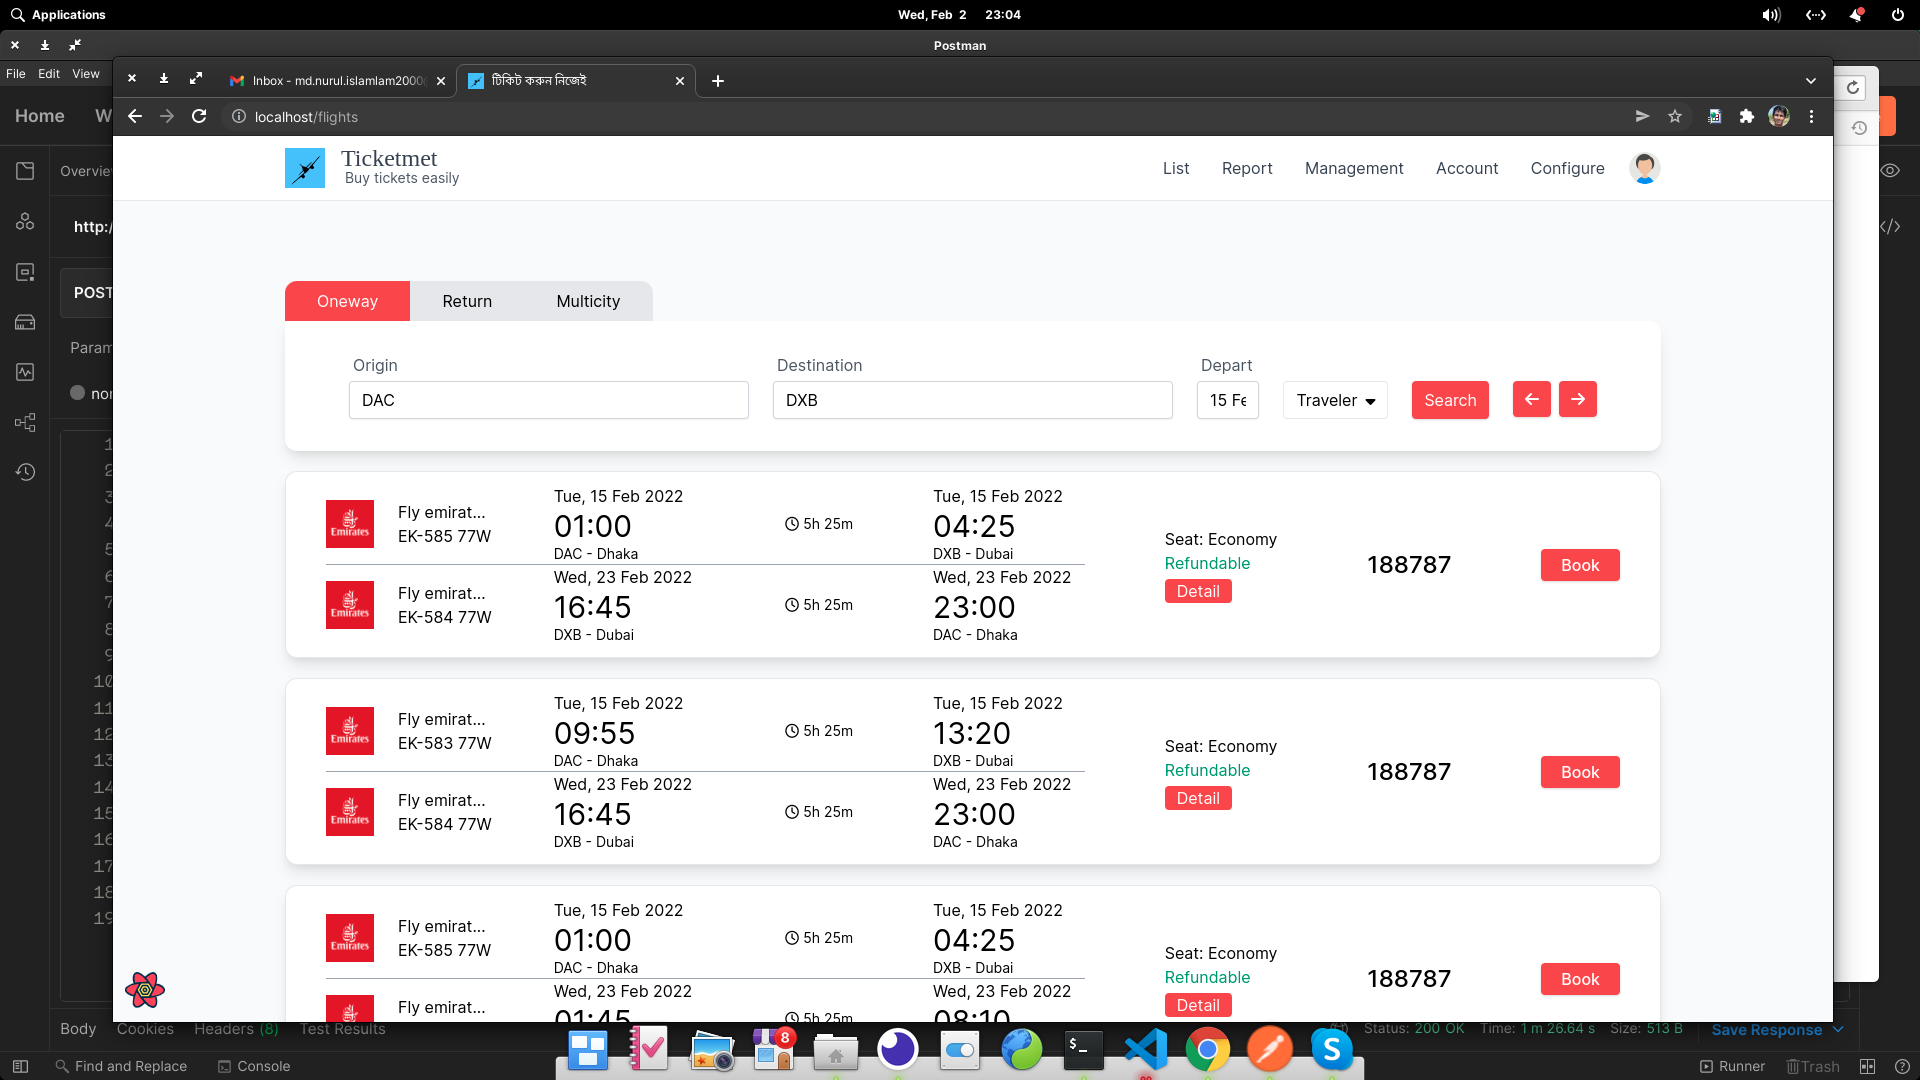 Applications
Wed, Feb 2 23:04
Postman
File Edit View
Inbox - md.nurul.islamlam2000
টিকিট করুন নিজেই
Home
localhost/flights
Ticketmet
Buy tickets easily
List Report Management Account Configure
http:/
Oneway Return Multicity
POST
Origin Destination Depart
DAC DXB 15 Fe Traveler Search
Fly emirat...
EK-585 77W
Tue, 15 Feb 2022
01:00
DAC - Dhaka
5h 25m
Tue, 15 Feb 2022
04:25
DXB - Dubai
Fly emirat...
EK-584 77W
Wed, 23 Feb 2022
16:45
DXB - Dubai
5h 25m
Wed, 23 Feb 2022
23:00
DAC - Dhaka
Seat: Economy
Refundable
Detail
188787
Book
Fly emirat...
EK-583 77W
Tue, 15 Feb 2022
09:55
DAC - Dhaka
5h 25m
Tue, 15 Feb 2022
13:20
DXB - Dubai
Fly emirat...
EK-584 77W
Wed, 23 Feb 2022
16:45
DXB - Dubai
5h 25m
Wed, 23 Feb 2022
23:00
DAC - Dhaka
Seat: Economy
Refundable
Detail
188787
Book
Fly emirat...
EK-585 77W
Tue, 15 Feb 2022
01:00
DAC - Dhaka
5h 25m
Tue, 15 Feb 2022
04:25
DXB - Dubai
Fly emirat...
Wed, 23 Feb 2022
01:45
5h 25m
Wed, 23 Feb 2022
08:10
Seat: Economy
Refundable
Detail
188787
Book
Emirates
Emirates
Emirates
Emirates
Emirates
1
2
3
4
5
6
7
8
9
10
11
12
13
14
15
16
17
18
19
Body Cookies Headers (8) Test Results
Status: 200 OK Time: 1 m 26.64 s Size: 513 B Save Response
8
Find and Replace Console
Runner Trash